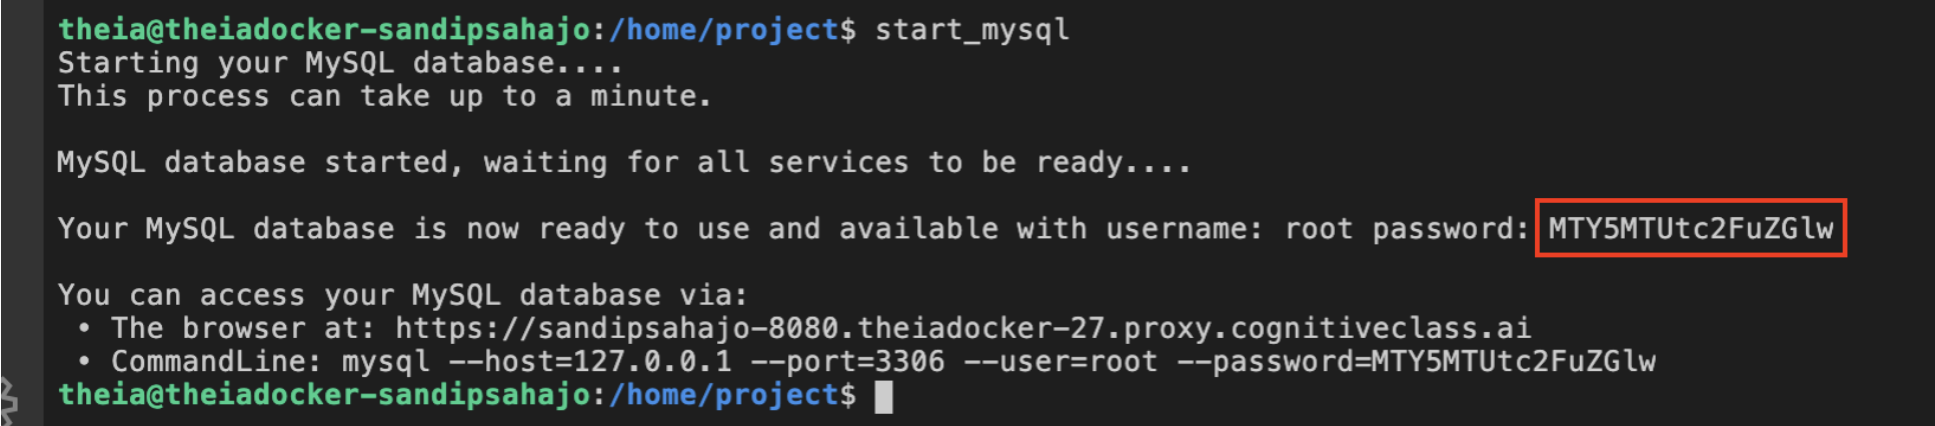 theia@theiadocker-sandipsahajo:/home/project$ start_mysql
Starting your MySQL database....
This process can take up to a minute.
MySQL database started, waiting for all services to be ready....
Your MySQL database is now ready to use and available with username: root password: MTY5MTUtc2FuZGlw
You can access your MySQL database via:
• The browser at: https://sandipsahajo-8080.theiadocker-27.proxy.cognitiveclass.ai
• CommandLine: mysql --host=127.0.0.1 --port=3306 --user=root --password=MTY5MTUtc2FuZGlw
theia@theiadocker-sandipsahajo:/home/project$